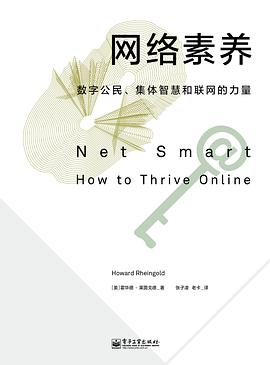 网络素养
数字公民、集体智慧和联网的力量
Net Smart
How to Thrive Online
@
Howard Rheingold
[美]霍华德·莱茵戈德_著 张子凌 老卡_译
电子工业出版社